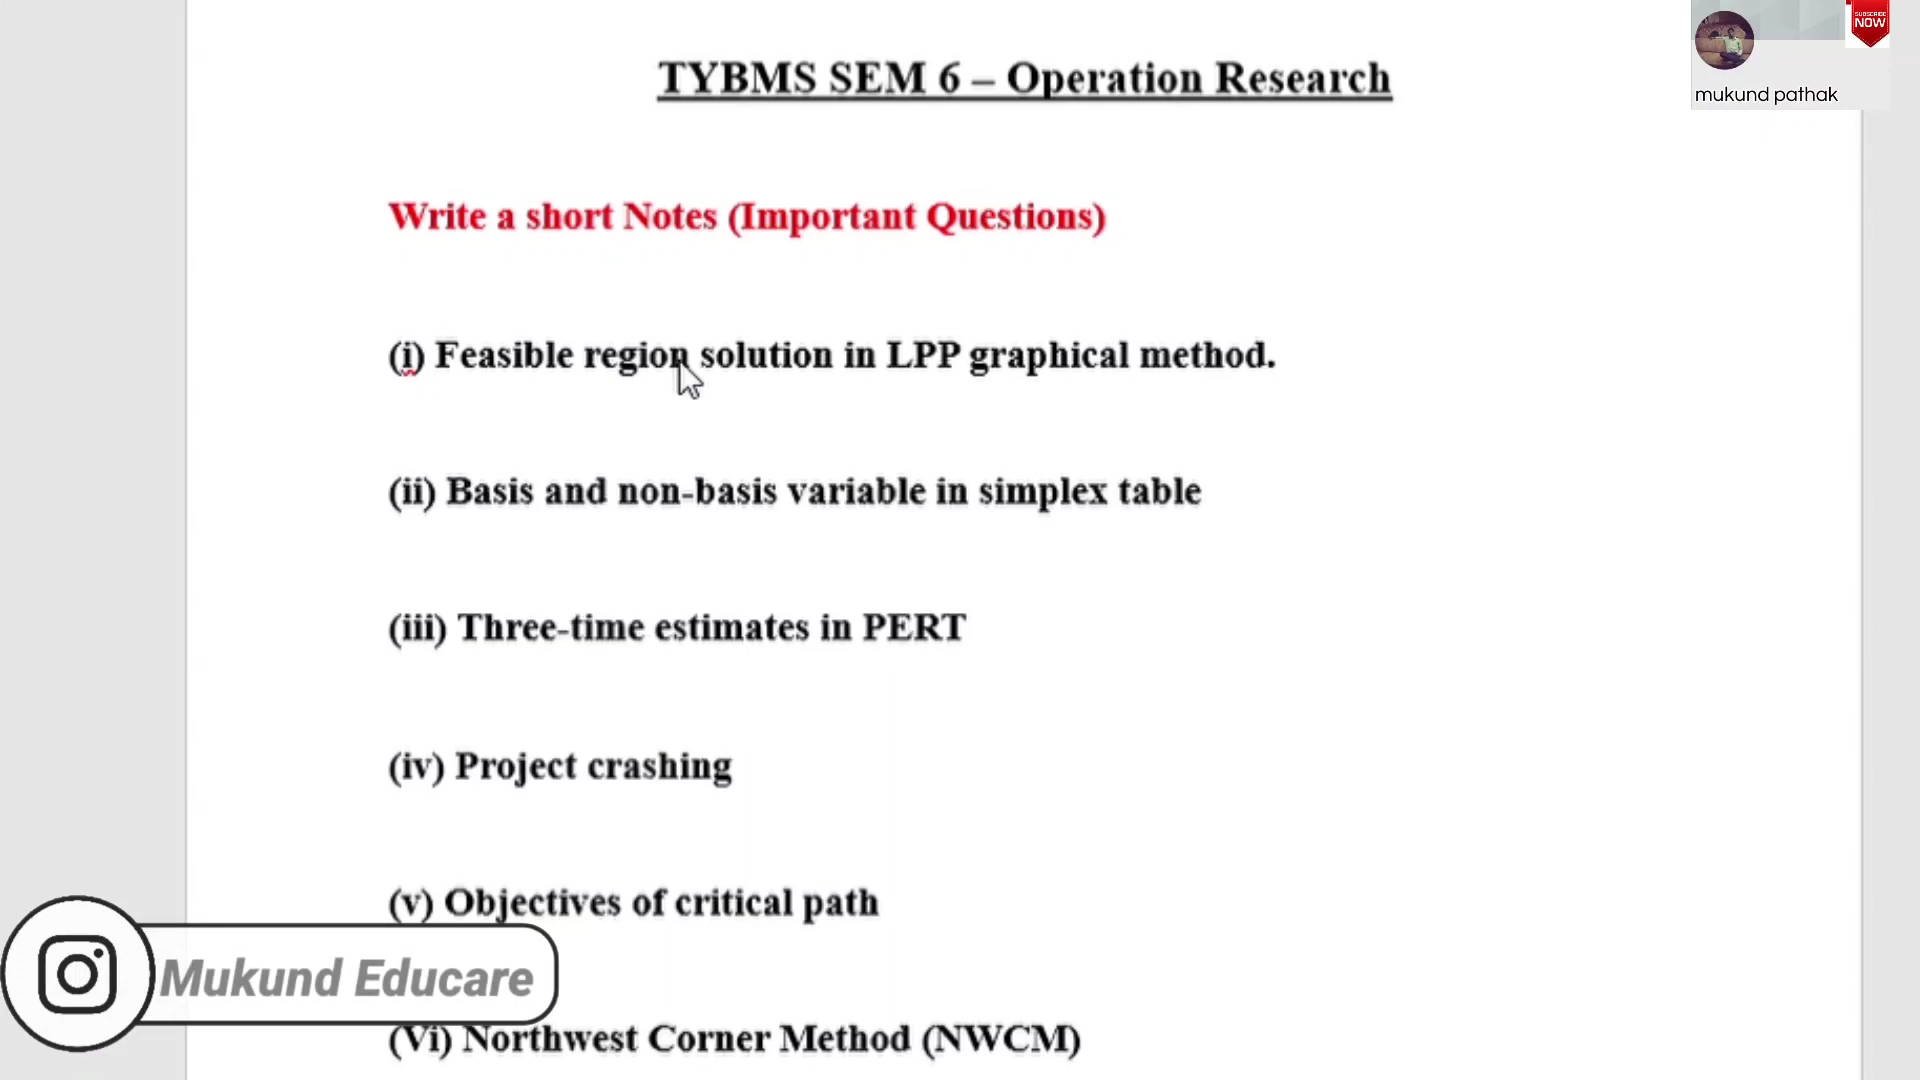 TYBMS SEM 6 – Operation Research
SUBSCRIBE
NOW
mukund pathak
Write a short Notes (Important Questions)
(i) Feasible region solution in LPP graphical method.
(ii) Basis and non-basis variable in simplex table
(iii) Three-time estimates in PERT
(iv) Project crashing
(v) Objectives of critical path
Mukund Educare
(Vi) Northwest Corner Method (NWCM)